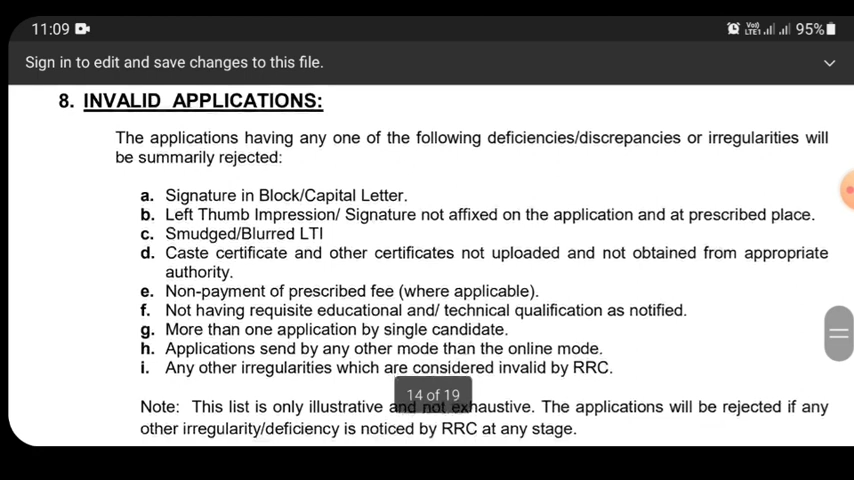 11:09
Vo)) LTE1 95%
Sign in to edit and save changes to this file.
8. INVALID APPLICATIONS:
The applications having any one of the following deficiencies/discrepancies or irregularities will
be summarily rejected:
a. Signature in Block/Capital Letter.
b. Left Thumb Impression/ Signature not affixed on the application and at prescribed place.
c. Smudged/Blurred LTI
d. Caste certificate and other certificates not uploaded and not obtained from appropriate
authority.
e. Non-payment of prescribed fee (where applicable).
f. Not having requisite educational and/ technical qualification as notified.
g. More than one application by single candidate.
h. Applications send by any other mode than the online mode.
i. Any other irregularities which are considered invalid by RRC.
14 of 19
Note: This list is only illustrative and not exhaustive. The applications will be rejected if any
other irregularity/deficiency is noticed by RRC at any stage.